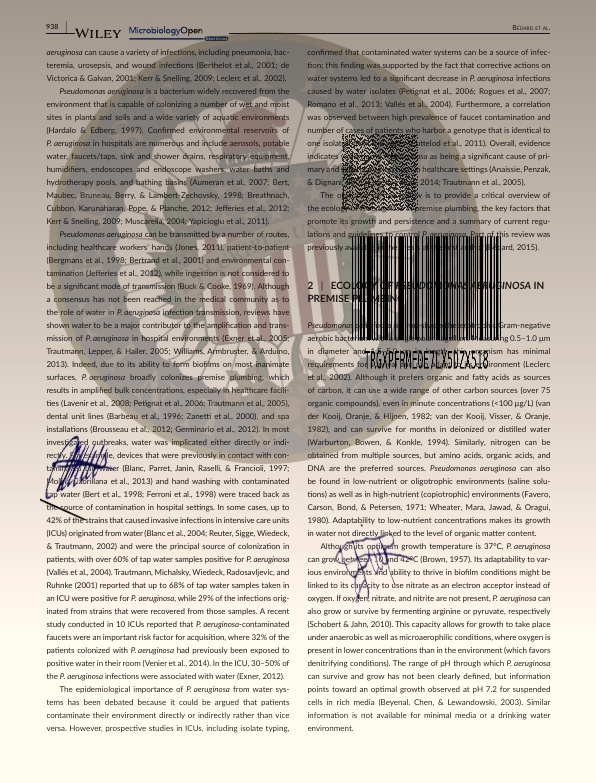 938
WILEY MicrobiologyOpen
Open Access
BEDARD ET AL.
aeruginosa can cause a variety of infections, including pneumonia, bac-
teremia, urosepsis, and wound infections (Berthelot et al., 2001; de
Victorica & Galvan, 2001; Kerr & Snelling, 2009; Leclerc et al., 2002).
Pseudomonas aeruginosa is a bacterium widely recovered from the
environment that is capable of colonizing a number of wet and moist
sites in plants and soils and a wide variety of aquatic environments
(Hardalo & Edberg, 1997). Confirmed environmental reservoirs of
P. aeruginosa in hospitals are numerous and include aerosols, potable
water, faucets/taps, sink and shower drains, respiratory equipment,
humidifiers, endoscopes and endoscope washers, water baths and
hydrotherapy pools, and bathing basins (Aumeran et al., 2007; Bert,
Maubec, Bruneau, Berry, & Lambert-Zechovsky, 1998; Breathnach,
Cubbon, Karunaharan, Pope, & Planche, 2012; Jefferies et al., 2012;
Kerr & Snelling, 2009; Muscarella, 2004; Yapicioglu et al., 2011).
Pseudomonas aeruginosa can be transmitted by a number of routes,
including healthcare workers' hands (Jones, 2011), patient-to-patient
(Bergmans et al., 1998; Bertrand et al., 2001) and environmental con-
tamination (Jefferies et al., 2012), while ingestion is not considered to
be a significant mode of transmission (Buck & Cooke, 1969). Although
a consensus has not been reached in the medical community as to
the role of water in P. aeruginosa infection transmission, reviews have
shown water to be a major contributor to the amplification and trans-
mission of P. aeruginosa in healthcare environments (Exner et al., 2005;
Trautmann, Lepper, & Haller, 2005; Williams, Armbruster, & Arduino,
2013). Indeed, due to its ability to form biofilms on most inanimate
surfaces, P. aeruginosa broadly colonizes premise plumbing, which
results in amplified bulk concentrations, especially in healthcare facili-
ties (Lavenir et al., 2008; Petignat et al., 2006; Trautmann et al., 2005),
dental unit lines (Barbeau et al., 1996; Zanetti et al., 2000), and spa
installations (Brousseau et al., 2012; Germinario et al., 2012). In most
investigated outbreaks, water was implicated either directly or indi-
rectly. For example, devices that were previously in contact with con-
water (Blanc, Parret, Janin, Raselli, & Francioli, 1997;
et al., 2013) and hand washing with contaminated
tap water (Bert et al., 1998; Ferroni et al., 1998) were traced back as
the source of contamination in hospital settings. In some cases, up to
42% of the strains that caused invasive infections in intensive care units
(ICUs) originated from water (Blanc et al., 2004; Reuter, Sigge, Wiedeck,
& Trautmann, 2002) and were the principal source of colonization in
patients, with over 60% of tap water samples positive for P. aeruginosa
(Vallés et al., 2004). Trautmann, Michalsky, Wiedeck, Radosavljevic, and
Ruhnke (2001) reported that up to 68% of tap water samples taken in
an ICU were positive for P. aeruginosa, while 29% of the infections orig-
inated from strains that were recovered from those samples. A recent
study conducted in 10 ICUs reported that P. aeruginosa-contaminated
faucets were an important risk factor for acquisition, where 32% of the
patients colonized with P. aeruginosa had previously been exposed to
positive water in their room (Venier et al., 2014). In the ICU, 30–50% of
the P. aeruginosa infections were associated with water (Exner, 2012).
The epidemiological importance of P. aeruginosa from water sys-
tems has been debated because it could be argued that patients
contaminate their environment directly or indirectly rather than vice
versa. However, prospective studies in ICUs, including isolate typing,
confirmed that contaminated water systems can be a source of infec-
tion; this finding was supported by the fact that corrective actions on
water systems led to a significant decrease in P. aeruginosa infections
caused by water isolates (Petignat et al., 2006; Rogues et al., 2007;
Romano et al., 2013; Vallés et al., 2004). Furthermore, a correlation
was observed between high prevalence of faucet contamination and
number of cases of patients who harbor a genotype that is identical to
one isolated et al., 2011). Overall, evidence
indicates as being a significant cause of pri-
mary and in healthcare settings (Anaissie, Penzak,
& Dignani 2014; Trautmann et al., 2005).
The is to provide a critical overview of
the ecology premise plumbing, the key factors that
promote its growth and persistence and a summary of current regu-
lations and guidelines to control P. aeruginosa. Part of this review was
previously 2015).
2 | ECOLOGY OF PSEUDOMONAS AERUGINOSA IN
PREMISE PLUMBING
Pseudomonas Gram-negative
aerobic 0.5–1.0 μm
in diameter and organism has minimal
requirements environment (Leclerc
et al., 2002). Although it prefers organic and fatty acids as sources
of carbon, it can use a wide range of other carbon sources (over 75
organic compounds), even in minute concentrations (<100 μg/L) (van
der Kooij, Oranje, & Hijnen, 1982; van der Kooij, Visser, & Oranje,
1982), and can survive for months in deionized or distilled water
(Warburton, Bowen, & Konkle, 1994). Similarly, nitrogen can be
obtained from multiple sources, but amino acids, organic acids, and
DNA are the preferred sources. Pseudomonas aeruginosa can also
be found in low-nutrient or oligotrophic environments (saline solu-
tions) as well as in high-nutrient (copiotrophic) environments (Favero,
Carson, Bond, & Petersen, 1971; Wheater, Mara, Jawad, & Oragui,
1980). Adaptability to low-nutrient concentrations makes its growth
in water not directly linked to the level of organic matter content.
Although its optimum growth temperature is 37°C, P. aeruginosa
can grow between 10 and 42°C (Brown, 1957). Its adaptability to var-
ious environments and ability to thrive in biofilm conditions might be
linked to its capacity to use nitrate as an electron acceptor instead of
oxygen. If oxygen, nitrate, and nitrite are not present, P. aeruginosa can
also grow or survive by fermenting arginine or pyruvate, respectively
(Schobert & Jahn, 2010). This capacity allows for growth to take place
under anaerobic as well as microaerophilic conditions, where oxygen is
present in lower concentrations than in the environment (which favors
denitrifying conditions). The range of pH through which P. aeruginosa
can survive and grow has not been clearly defined, but information
points toward an optimal growth observed at pH 7.2 for suspended
cells in rich media (Beyenal, Chen, & Lewandowski, 2003). Similar
information is not available for minimal media or a drinking water
environment.